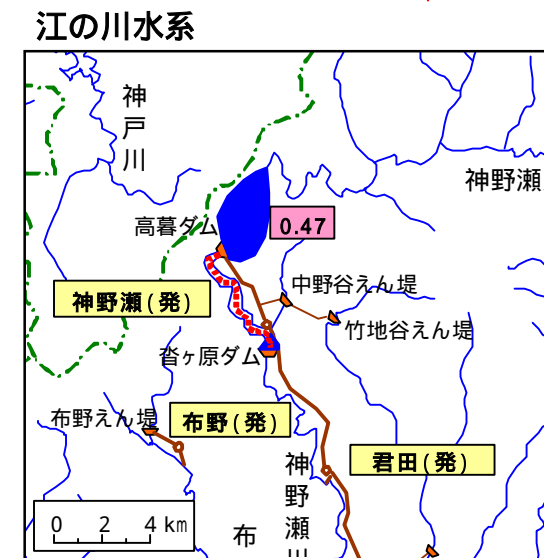 江の川水系
神戸川
神野瀬
高暮ダム
0.47
中野谷えん堤
神野瀬(発)
竹地谷えん堤
沓ヶ原ダム
布野えん堤
布野(発)
君田(発)
神野瀬川
布
0 2 4 km